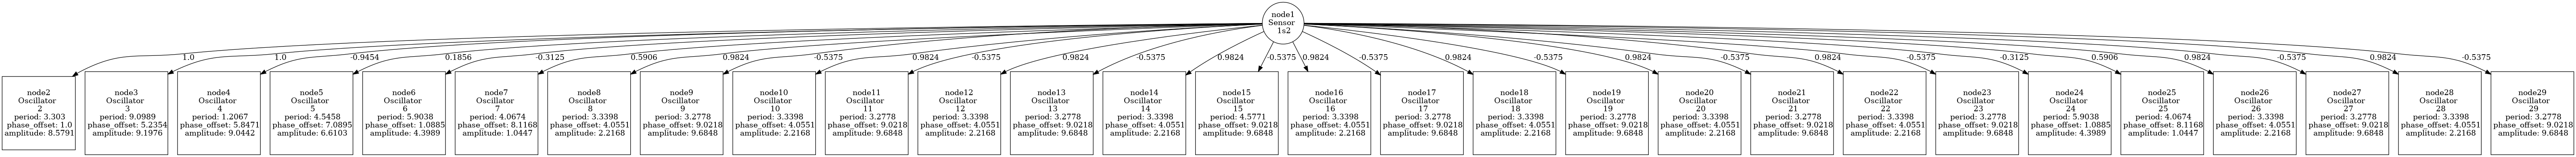 node1
Sensor
1s2
1.0
1.0
-0.9454
0.1856
-0.3125
0.5906
0.9824
-0.5375
0.9824
-0.5375
0.9824
-0.5375
0.9824
-0.5375
0.9824
-0.5375
0.9824
-0.5375
0.9824
-0.5375
0.9824
-0.5375
-0.3125
0.5906
0.9824
-0.5375
0.9824
-0.5375
node2
Oscillator
2
period: 3.303
phase_offset: 1.0
amplitude: 8.5791
node3
Oscillator
3
period: 9.0989
phase_offset: 5.2354
amplitude: 9.1976
node4
Oscillator
4
period: 1.2067
phase_offset: 5.8471
amplitude: 9.0442
node5
Oscillator
5
period: 4.5458
phase_offset: 7.0895
amplitude: 6.6103
node6
Oscillator
6
period: 5.9038
phase_offset: 1.0885
amplitude: 4.3989
node7
Oscillator
7
period: 4.0674
phase_offset: 8.1168
amplitude: 1.0447
node8
Oscillator
8
period: 3.3398
phase_offset: 4.0551
amplitude: 2.2168
node9
Oscillator
9
period: 3.2778
phase_offset: 9.0218
amplitude: 9.6848
node10
Oscillator
10
period: 3.3398
phase_offset: 4.0551
amplitude: 2.2168
node11
Oscillator
11
period: 3.2778
phase_offset: 9.0218
amplitude: 9.6848
node12
Oscillator
12
period: 3.3398
phase_offset: 4.0551
amplitude: 2.2168
node13
Oscillator
13
period: 3.2778
phase_offset: 9.0218
amplitude: 9.6848
node14
Oscillator
14
period: 3.3398
phase_offset: 4.0551
amplitude: 2.2168
node15
Oscillator
15
period: 4.5771
phase_offset: 9.0218
amplitude: 9.6848
node16
Oscillator
16
period: 3.3398
phase_offset: 4.0551
amplitude: 2.2168
node17
Oscillator
17
period: 3.2778
phase_offset: 9.0218
amplitude: 9.6848
node18
Oscillator
18
period: 3.3398
phase_offset: 4.0551
amplitude: 2.2168
node19
Oscillator
19
period: 3.2778
phase_offset: 9.0218
amplitude: 9.6848
node20
Oscillator
20
period: 3.3398
phase_offset: 4.0551
amplitude: 2.2168
node21
Oscillator
21
period: 3.2778
phase_offset: 9.0218
amplitude: 9.6848
node22
Oscillator
22
period: 3.3398
phase_offset: 4.0551
amplitude: 2.2168
node23
Oscillator
23
period: 3.2778
phase_offset: 9.0218
amplitude: 9.6848
node24
Oscillator
24
period: 5.9038
phase_offset: 1.0885
amplitude: 4.3989
node25
Oscillator
25
period: 4.0674
phase_offset: 8.1168
amplitude: 1.0447
node26
Oscillator
26
period: 3.3398
phase_offset: 4.0551
amplitude: 2.2168
node27
Oscillator
27
period: 3.2778
phase_offset: 9.0218
amplitude: 9.6848
node28
Oscillator
28
period: 3.3398
phase_offset: 4.0551
amplitude: 2.2168
node29
Oscillator
29
period: 3.2778
phase_offset: 9.0218
amplitude: 9.6848